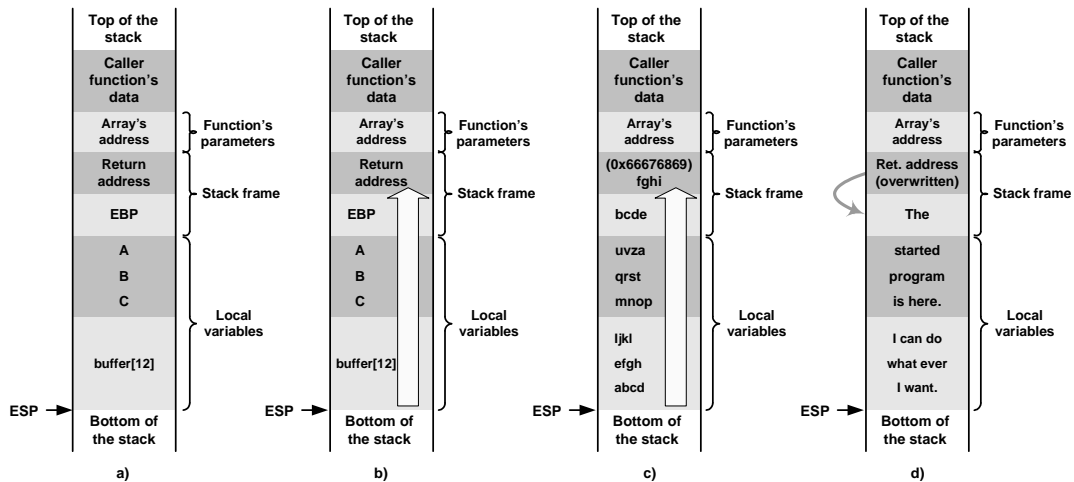 Top of the
stack
Caller
function's
data
Array's
address
Return
address
EBP
A
B
C
buffer[12]
Bottom of
the stack
Function's
parameters
Stack frame
Local
variables
ESP
a)
Top of the
stack
Caller
function's
data
Array's
address
Return
address
EBP
A
B
C
buffer[12]
Bottom of
the stack
Function's
parameters
Stack frame
Local
variables
ESP
b)
Top of the
stack
Caller
function's
data
Array's
address
(0x66676869)
fghi
bcde
uvza
qrst
mnop
Ijkl
efgh
abcd
Bottom of
the stack
Function's
parameters
Stack frame
Local
variables
ESP
c)
Top of the
stack
Caller
function's
data
Array's
address
Ret. address
(overwritten)
The
started
program
is here.
I can do
what ever
I want.
Bottom of
the stack
Function's
parameters
Stack frame
Local
variables
ESP
d)